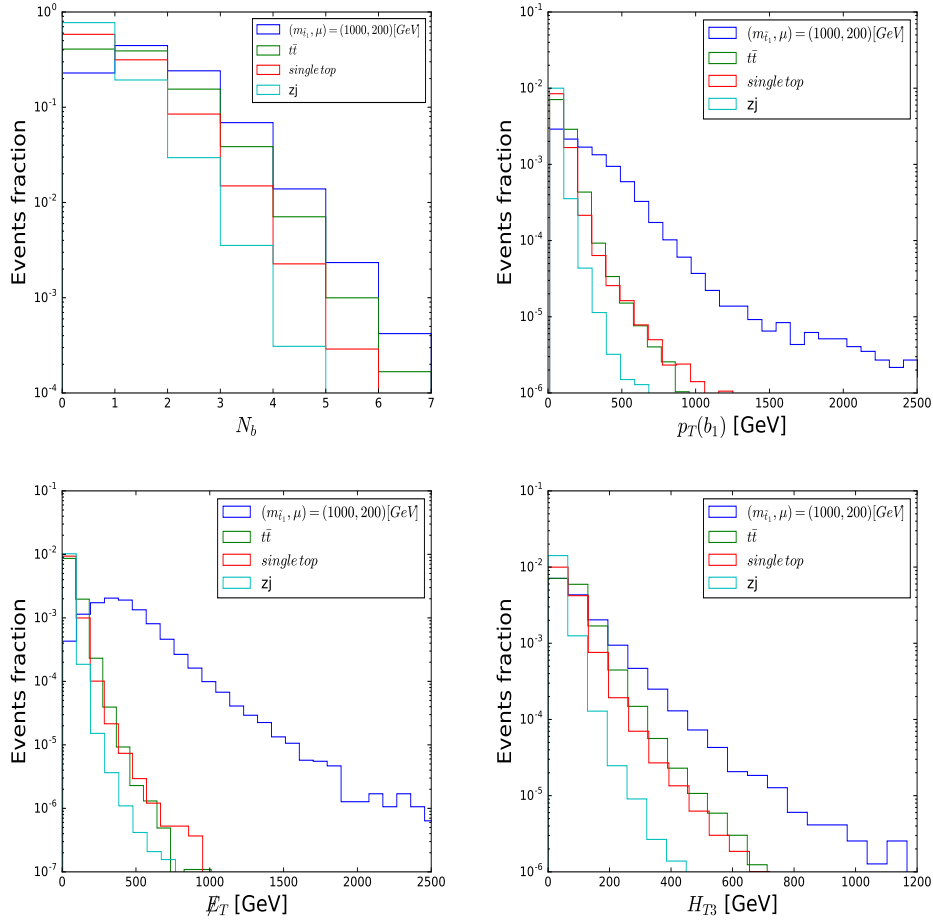 10^0
10^-1
10^-2
10^-3
10^-4
Events fraction
0 1 2 3 4 5 6 7
N_b
(m_{t̃_1}, μ) = (1000, 200)[GeV]
tt̄
single top
zj
10^-1
10^-2
10^-3
10^-4
10^-5
10^-6
Events fraction
0 500 1000 1500 2000 2500
p_T(b_1) [GeV]
(m_{t̃_1}, μ) = (1000, 200)[GeV]
tt̄
single top
zj
10^-1
10^-2
10^-3
10^-4
10^-5
10^-6
10^-7
Events fraction
0 500 1000 1500 2000 2500
E̸_T [GeV]
(m_{t̃_1}, μ) = (1000, 200)[GeV]
tt̄
single top
zj
10^-1
10^-2
10^-3
10^-4
10^-5
10^-6
Events fraction
0 200 400 600 800 1000 1200
H_{T3} [GeV]
(m_{t̃_1}, μ) = (1000, 200)[GeV]
tt̄
single top
zj